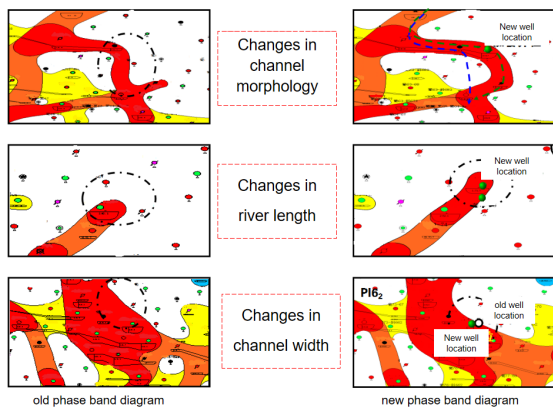 Changes in
channel
morphology
New well
location
Changes in
river length
New well
location
Changes in
channel width
PI6₂
old well
location
New well
location
old phase band diagram
new phase band diagram